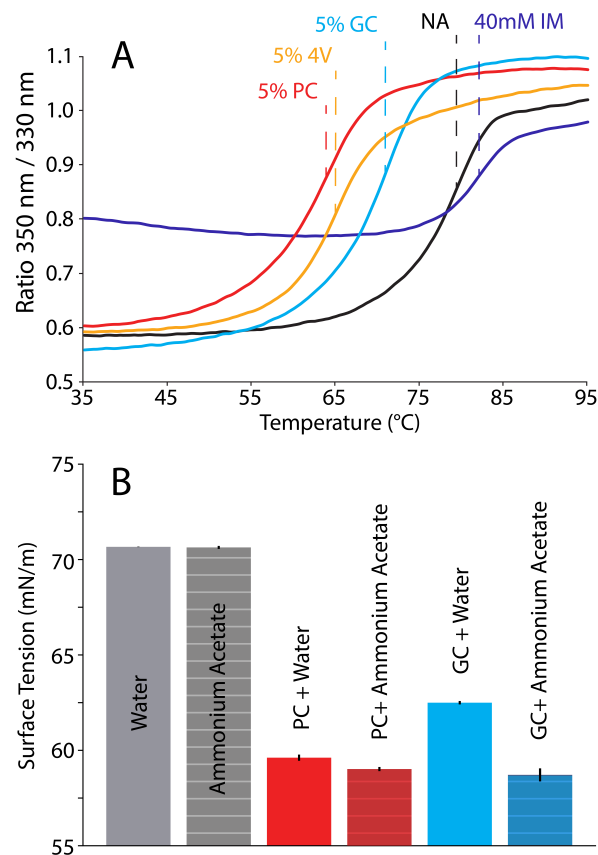 A
5% GC
NA
40mM IM
5% 4V
5% PC
Ratio 350 nm / 330 nm
1.1
1.0
0.9
0.8
0.7
0.6
0.5
35 45 55 65 75 85 95
Temperature (°C)
B
Surface Tension (mN/m)
75
70
65
60
55
Water
Ammonium Acetate
PC + Water
PC+ Ammonium Acetate
GC + Water
GC+ Ammonium Acetate